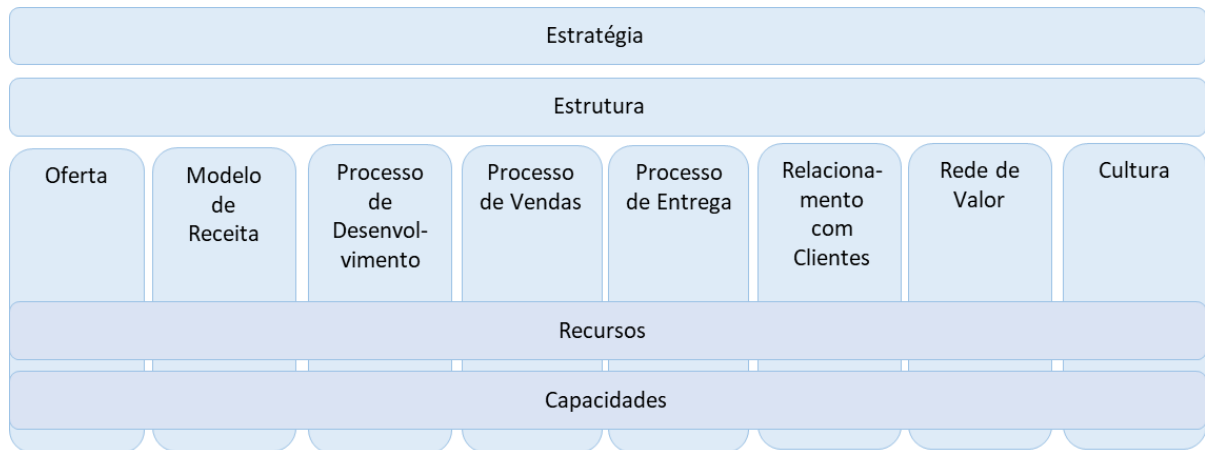 Estratégia
Estrutura
Oferta
Modelo
de
Receita
Processo
de
Desenvol-
vimento
Processo
de Vendas
Processo
de Entrega
Relaciona-
mento
com
Clientes
Rede de
Valor
Cultura
Recursos
Capacidades